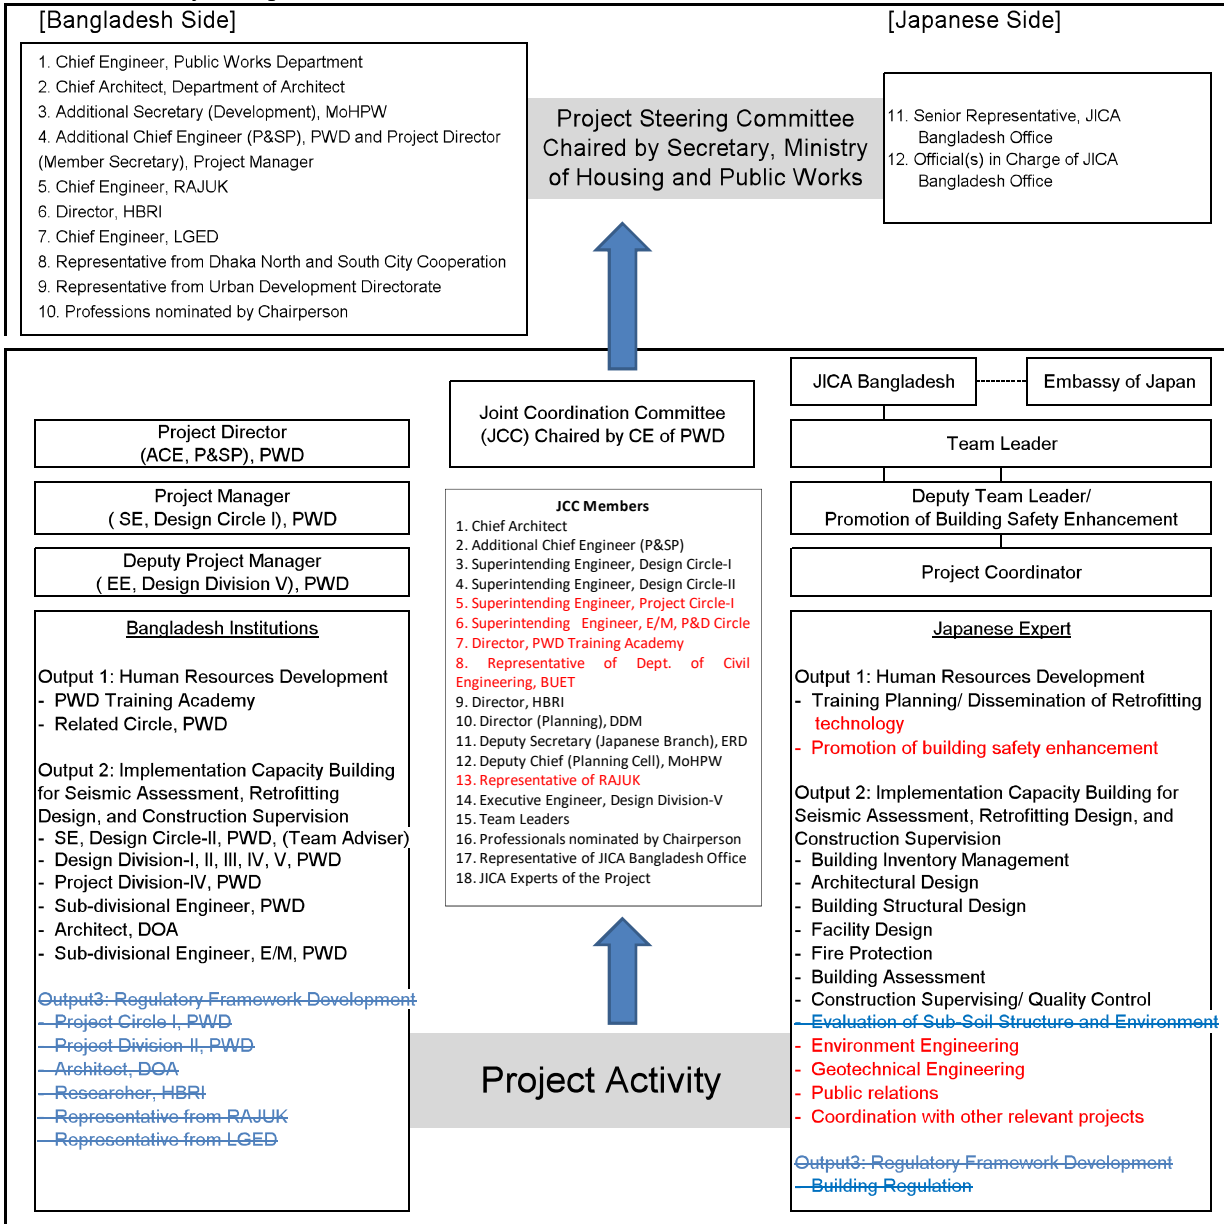 [Bangladesh Side]
[Japanese Side]
1. Chief Engineer, Public Works Department
2. Chief Architect, Department of Architect
3. Additional Secretary (Development), MoHPW
4. Additional Chief Engineer (P&SP), PWD and Project Director
(Member Secretary), Project Manager
5. Chief Engineer, RAJUK
6. Director, HBRI
7. Chief Engineer, LGED
8. Representative from Dhaka North and South City Cooperation
9. Representative from Urban Development Directorate
10. Professions nominated by Chairperson
Project Steering Committee
Chaired by Secretary, Ministry
of Housing and Public Works
11. Senior Representative, JICA
Bangladesh Office
12. Official(s) in Charge of JICA
Bangladesh Office
Project Director
(ACE, P&SP), PWD
Project Manager
( SE, Design Circle I), PWD
Deputy Project Manager
( EE, Design Division V), PWD
Bangladesh Institutions
Output 1: Human Resources Development
- PWD Training Academy
- Related Circle, PWD
Output 2: Implementation Capacity Building
for Seismic Assessment, Retrofitting
Design, and Construction Supervision
- SE, Design Circle-II, PWD, (Team Adviser)
- Design Division-I, II, III, IV, V, PWD
- Project Division-IV, PWD
- Sub-divisional Engineer, PWD
- Architect, DOA
- Sub-divisional Engineer, E/M, PWD
Output3: Regulatory Framework Development
- Project Circle I, PWD
- Project Division II, PWD
- Architect, DOA
- Researcher, HBRI
- Representative from RAJUK
- Representative from LGED
Joint Coordination Committee
(JCC) Chaired by CE of PWD
JCC Members
1. Chief Architect
2. Additional Chief Engineer (P&SP)
3. Superintending Engineer, Design Circle-I
4. Superintending Engineer, Design Circle-II
5. Superintending Engineer, Project Circle-I
6. Superintending Engineer, E/M, P&D Circle
7. Director, PWD Training Academy
8. Representative of Dept. of Civil
Engineering, BUET
9. Director, HBRI
10. Director (Planning), DDM
11. Deputy Secretary (Japanese Branch), ERD
12. Deputy Chief (Planning Cell), MoHPW
13. Representative of RAJUK
14. Executive Engineer, Design Division-V
15. Team Leaders
16. Professionals nominated by Chairperson
17. Representative of JICA Bangladesh Office
18. JICA Experts of the Project
Project Activity
JICA Bangladesh
Embassy of Japan
Team Leader
Deputy Team Leader/
Promotion of Building Safety Enhancement
Project Coordinator
Japanese Expert
Output 1: Human Resources Development
- Training Planning/ Dissemination of Retrofitting
technology
- Promotion of building safety enhancement
Output 2: Implementation Capacity Building for
Seismic Assessment, Retrofitting Design, and
Construction Supervision
- Building Inventory Management
- Architectural Design
- Building Structural Design
- Facility Design
- Fire Protection
- Building Assessment
- Construction Supervising/ Quality Control
- Evaluation of Sub-Soil Structure and Environment
- Environment Engineering
- Geotechnical Engineering
- Public relations
- Coordination with other relevant projects
Output3: Regulatory Framework Development
- Building Regulation